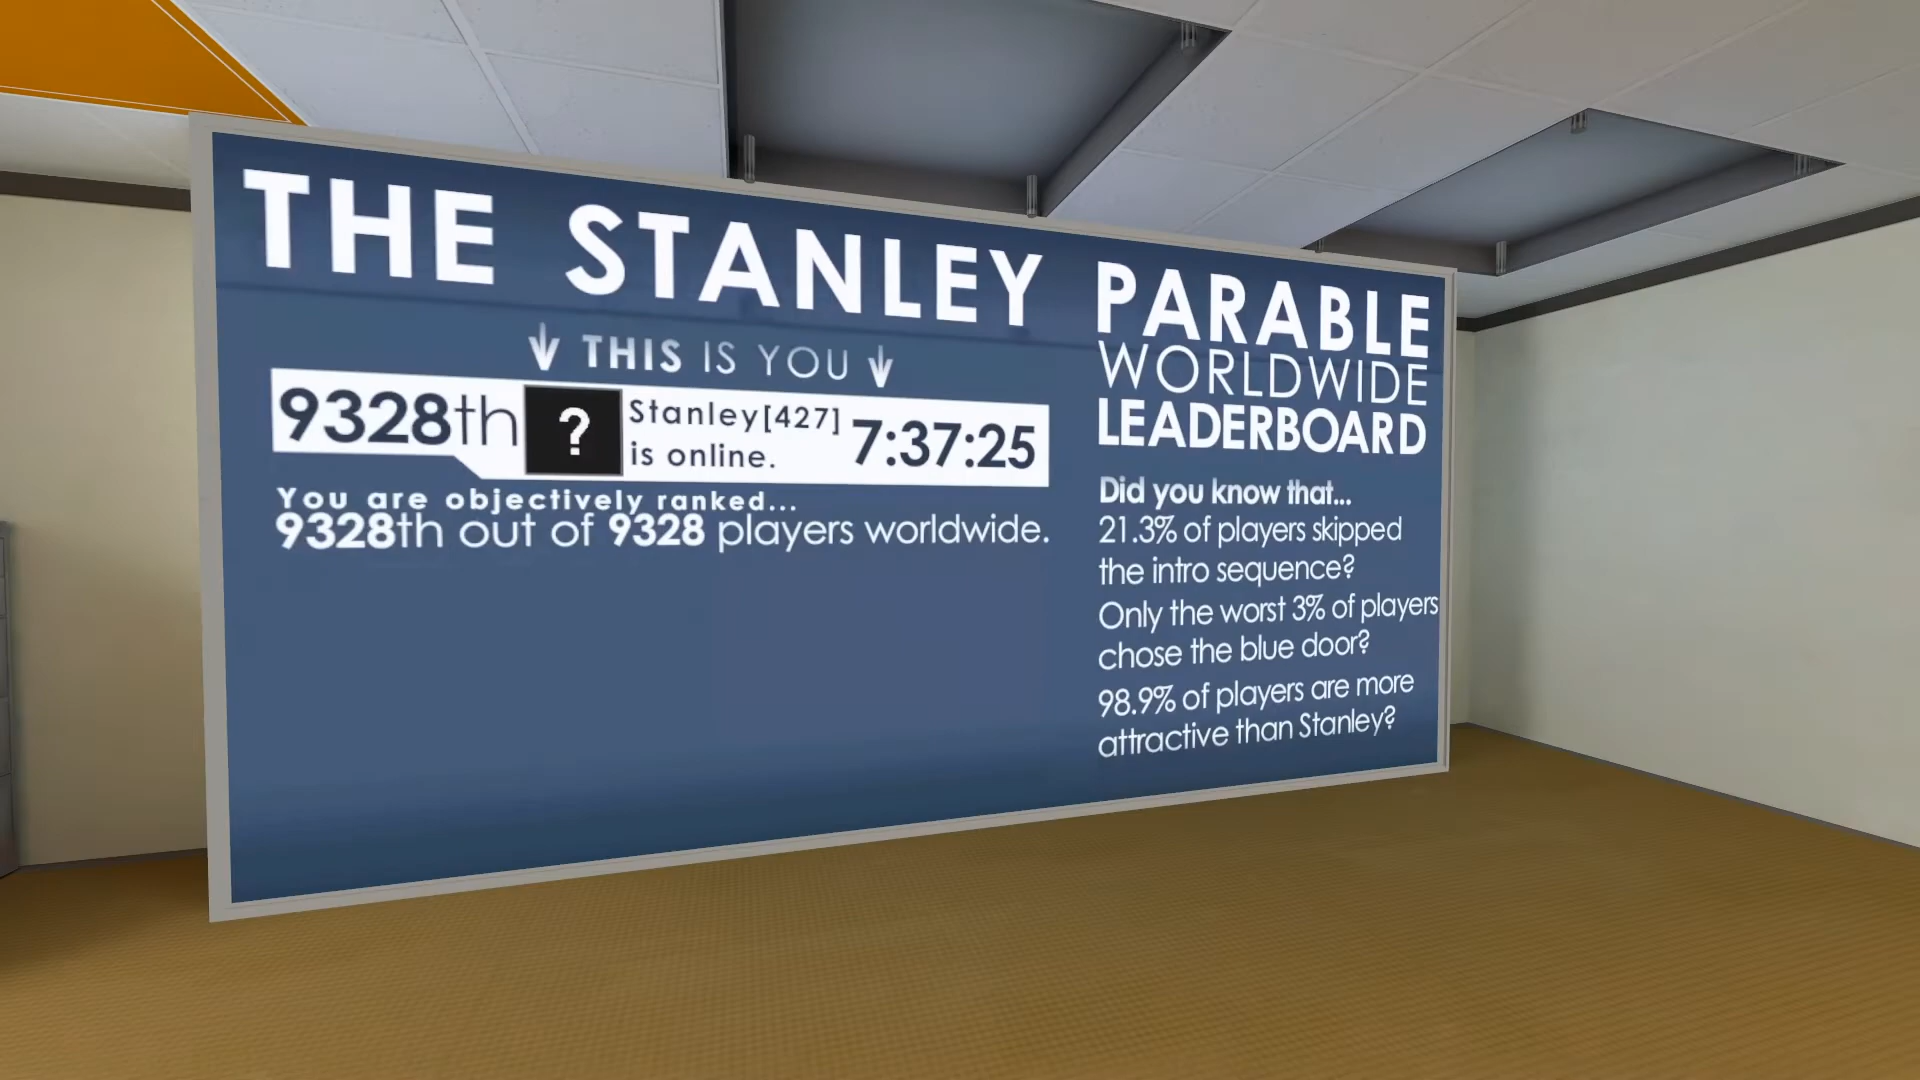 THE STANLEY PARABLE
WORLDWIDE
LEADERBOARD
THIS IS YOU
9328th ? Stanley[427] is online. 7:37:25
You are objectively ranked...
9328th out of 9328 players worldwide.
Did you know that...
21.3% of players skipped
the intro sequence?
Only the worst 3% of players
chose the blue door?
98.9% of players are more
attractive than Stanley?